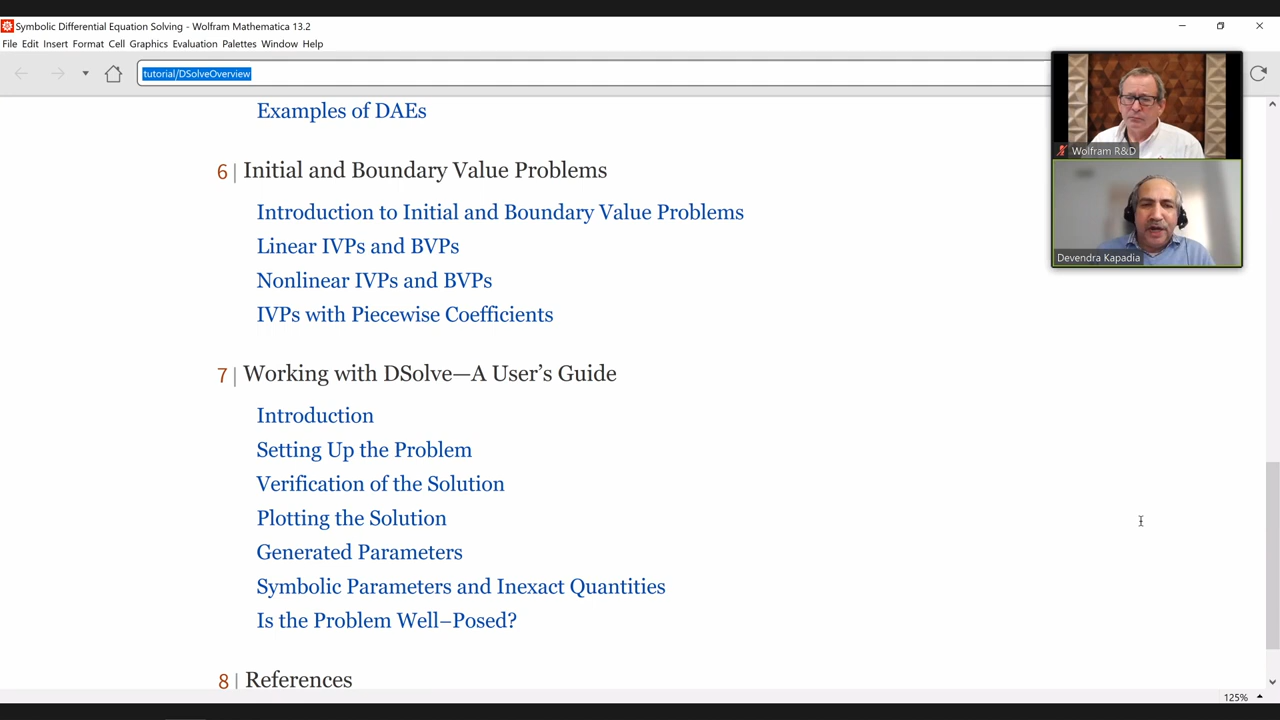 Symbolic Differential Equation Solving - Wolfram Mathematica 13.2
File Edit Insert Format Cell Graphics Evaluation Palettes Window Help
tutorial/DSolveOverview
Wolfram R&D
Devendra Kapadia
Examples of DAEs
6 | Initial and Boundary Value Problems
Introduction to Initial and Boundary Value Problems
Linear IVPs and BVPs
Nonlinear IVPs and BVPs
IVPs with Piecewise Coefficients
7 | Working with DSolve—A User’s Guide
Introduction
Setting Up the Problem
Verification of the Solution
Plotting the Solution
Generated Parameters
Symbolic Parameters and Inexact Quantities
Is the Problem Well–Posed?
8 | References
125%